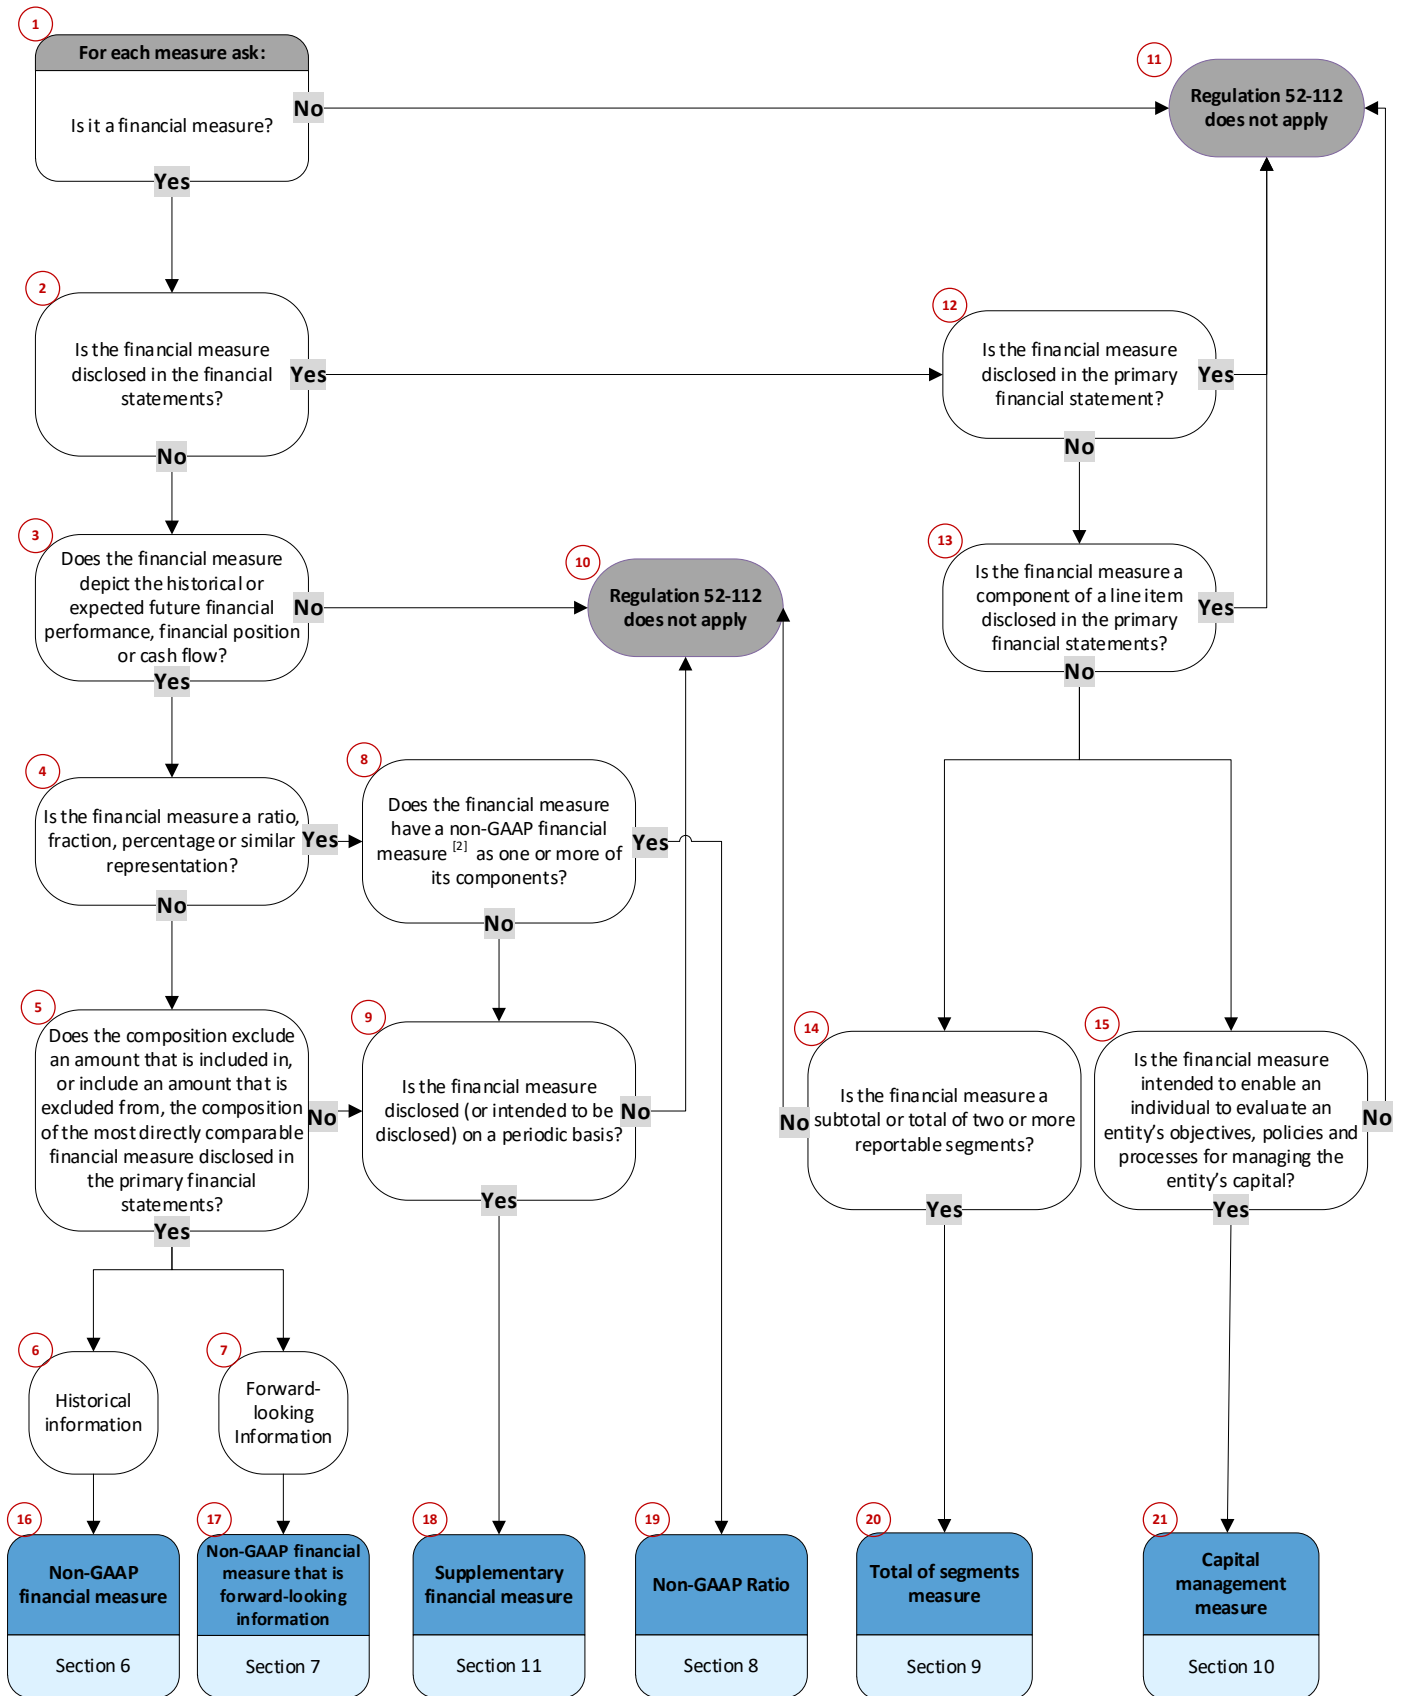 1
For each measure ask:
Is it a financial measure?
No
Yes
11
Regulation 52-112
does not apply
2
Is the financial measure
disclosed in the financial
statements?
Yes
No
12
Is the financial measure
disclosed in the primary
financial statement?
Yes
No
3
Does the financial measure
depict the historical or
expected future financial
performance, financial position
or cash flow?
No
Yes
10
Regulation 52-112
does not apply
13
Is the financial measure a
component of a line item
disclosed in the primary
financial statements?
Yes
No
4
Is the financial measure a ratio,
fraction, percentage or similar
representation?
Yes
No
8
Does the financial measure
have a non-GAAP financial
measure [2] as one or more of
its components?
Yes
No
5
Does the composition exclude
an amount that is included in,
or include an amount that is
excluded from, the composition
of the most directly comparable
financial measure disclosed in
the primary financial
statements?
No
Yes
9
Is the financial measure
disclosed (or intended to be
disclosed) on a periodic basis?
No
Yes
14
Is the financial measure a
subtotal or total of two or more
reportable segments?
No
Yes
15
Is the financial measure
intended to enable an
individual to evaluate an
entity's objectives, policies and
processes for managing the
entity's capital?
No
Yes
6
Historical
information
7
Forward-
looking
Information
16
Non-GAAP
financial measure
Section 6
17
Non-GAAP financial
measure that is
forward-looking
information
Section 7
18
Supplementary
financial measure
Section 11
19
Non-GAAP Ratio
Section 8
20
Total of segments
measure
Section 9
21
Capital
management
measure
Section 10